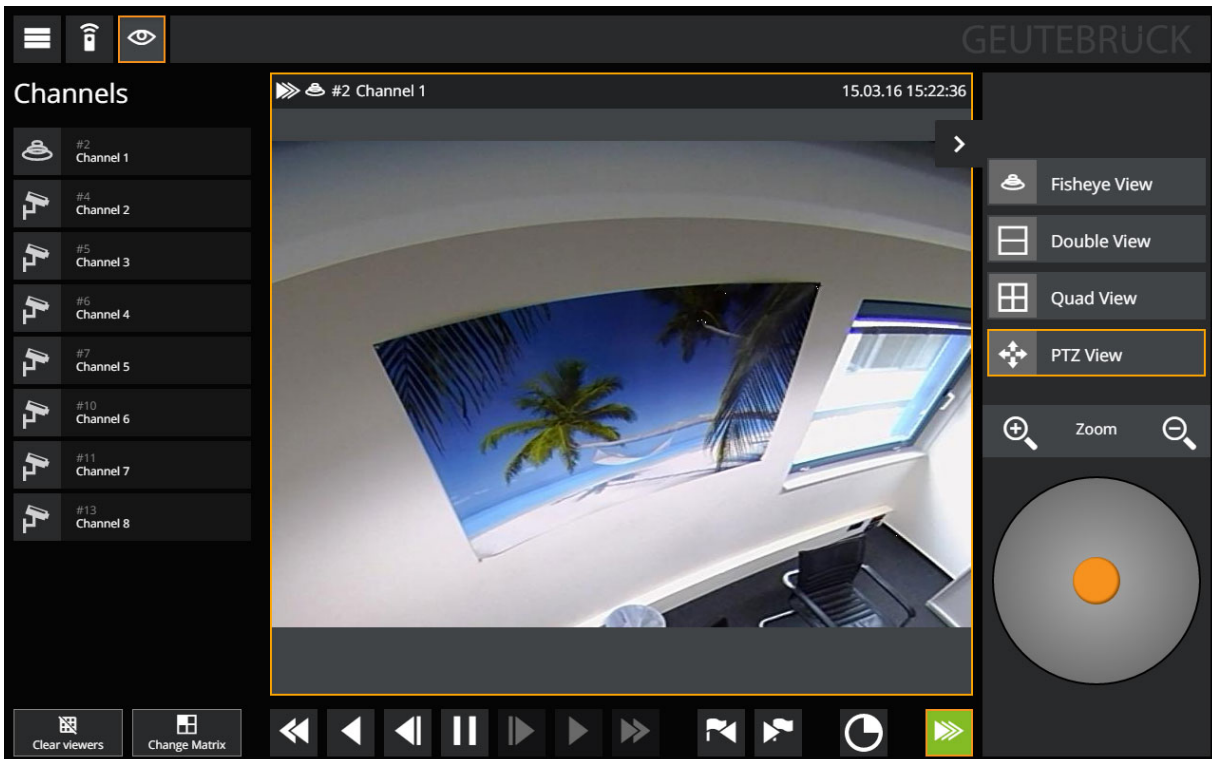 GEUTEBRÜCK
Channels
#2
Channel 1
#4
Channel 2
#5
Channel 3
#6
Channel 4
#7
Channel 5
#10
Channel 6
#11
Channel 7
#13
Channel 8
Clear viewers
Change Matrix
#2 Channel 1
15.03.16 15:22:36
Fisheye View
Double View
Quad View
PTZ View
Zoom